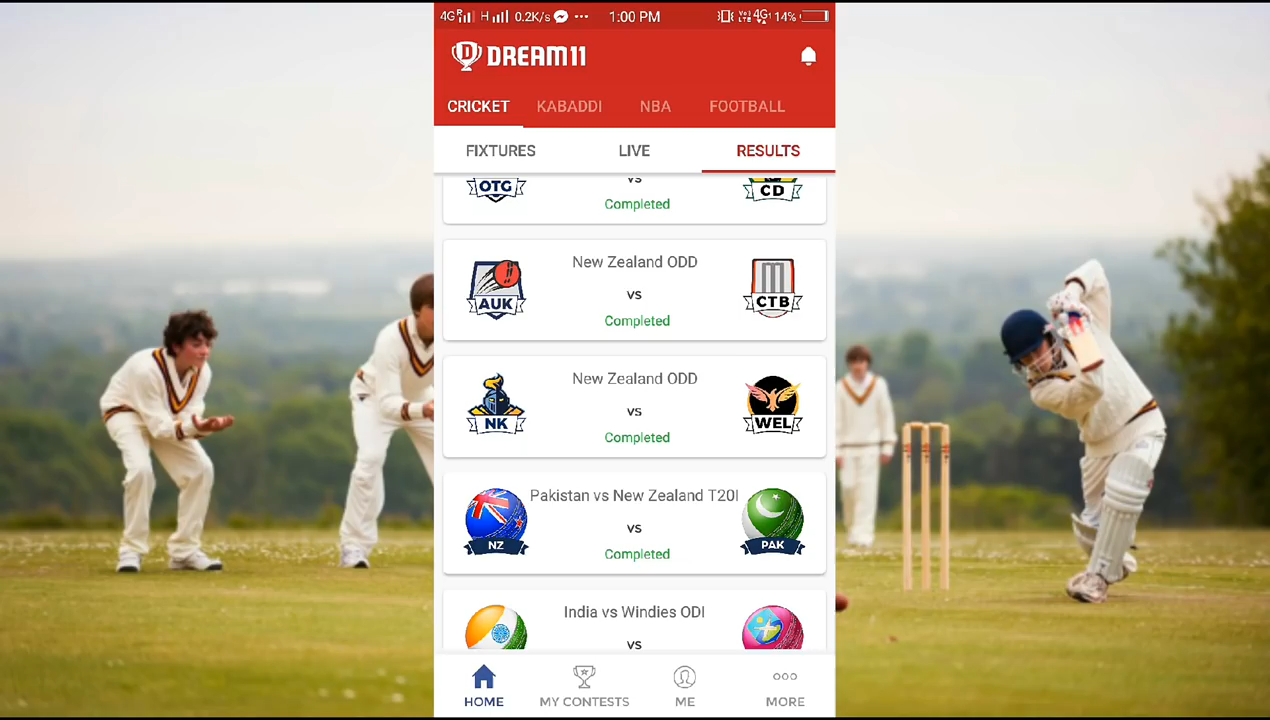 4G R H 0.2K/s ... 1:00 PM VoLTE 4G 14%
D DREAM11
CRICKET KABADDI NBA FOOTBALL
FIXTURES LIVE RESULTS
OTG vs CD
Completed
New Zealand ODD
AUK vs CTB
Completed
New Zealand ODD
NK vs WEL
Completed
Pakistan vs New Zealand T20I
vs
NZ PAK
Completed
India vs Windies ODI
vs
HOME MY CONTESTS ME MORE